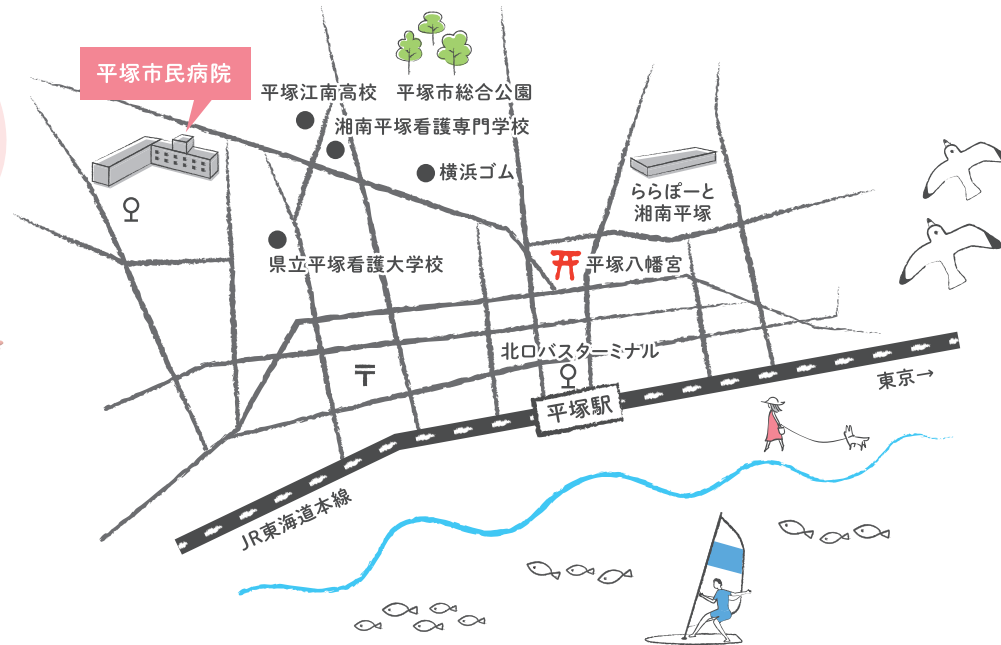 平塚市民病院
平塚江南高校
平塚市総合公園
湘南平塚看護専門学校
横浜ゴム
ららぽーと
湘南平塚
県立平塚看護大学校
平塚八幡宮
北口バスターミナル
〒
平塚駅
東京→
JR東海道本線